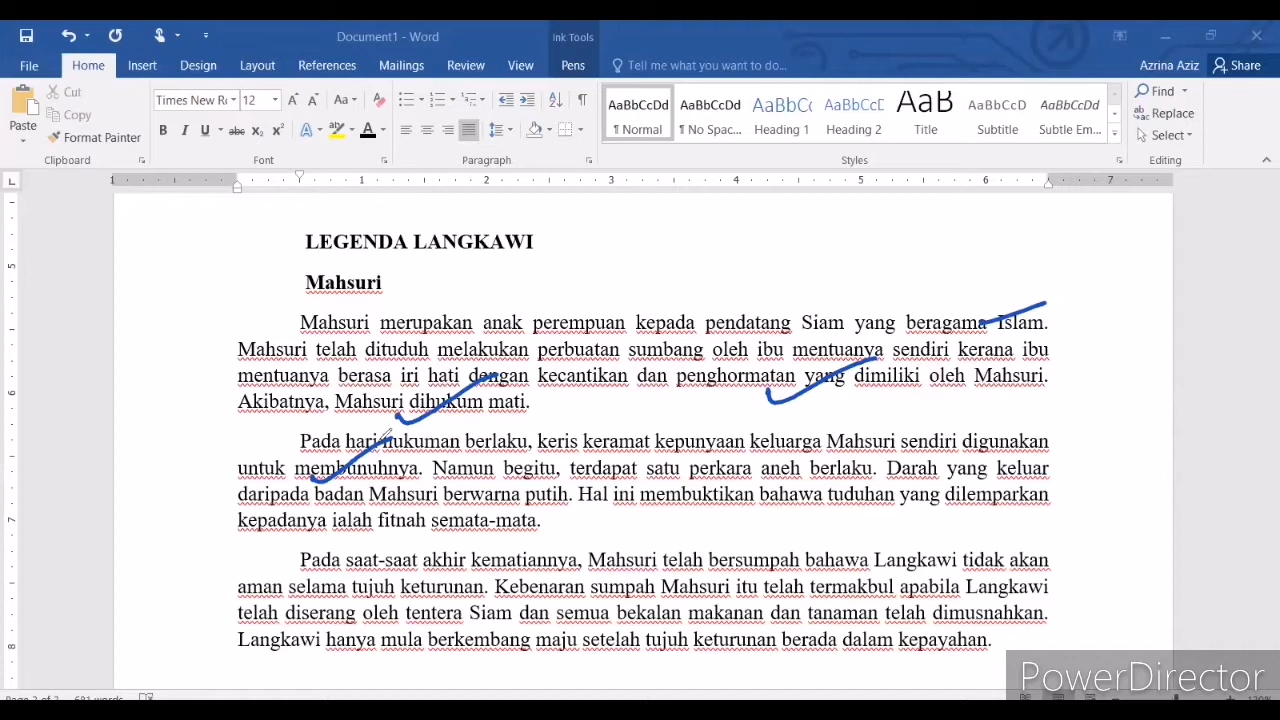 Document1 - Word
Ink Tools
File Home Insert Design Layout References Mailings Review View Pens Tell me what you want to do... Azrina Aziz Share
Paste Cut Copy Format Painter
Times New R 12
AaBbCcDd AaBbCcDd AaBbCc AaBbCcC AaB AaBbCcD AaBbCcDd
¶ Normal ¶ No Spac... Heading 1 Heading 2 Title Subtitle Subtle Em...
Find Replace Select
Clipboard Font Paragraph Styles Editing
1 1 2 3 4 5 6 7
LEGENDA LANGKAWI
Mahsuri
Mahsuri merupakan anak perempuan kepada pendatang Siam yang beragama Islam.
Mahsuri telah dituduh melakukan perbuatan sumbang oleh ibu mentuanya sendiri kerana ibu
mentuanya berasa iri hati dengan kecantikan dan penghormatan yang dimiliki oleh Mahsuri.
Akibatnya, Mahsuri dihukum mati.
Pada hari hukuman berlaku, keris keramat kepunyaan keluarga Mahsuri sendiri digunakan
untuk membunuhnya. Namun begitu, terdapat satu perkara aneh berlaku. Darah yang keluar
daripada badan Mahsuri berwarna putih. Hal ini membuktikan bahawa tuduhan yang dilemparkan
kepadanya ialah fitnah semata-mata.
Pada saat-saat akhir kematiannya, Mahsuri telah bersumpah bahawa Langkawi tidak akan
aman selama tujuh keturunan. Kebenaran sumpah Mahsuri itu telah termakbul apabila Langkawi
telah diserang oleh tentera Siam dan semua bekalan makanan dan tanaman telah dimusnahkan.
Langkawi hanya mula berkembang maju setelah tujuh keturunan berada dalam kepayahan.
PowerDirector